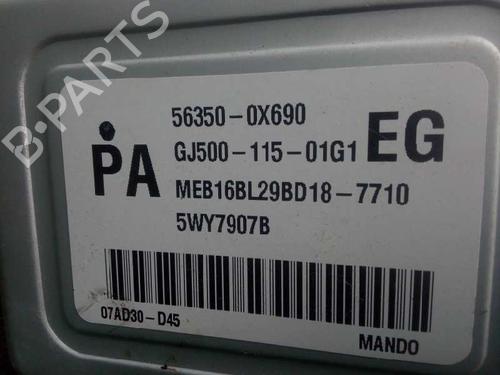 B-PARTS
PA
56350-0X690
GJ500-115-01G1
EG
MEB16BL29BD18-7710
5WY7907B
07AD30-D45
MANDO